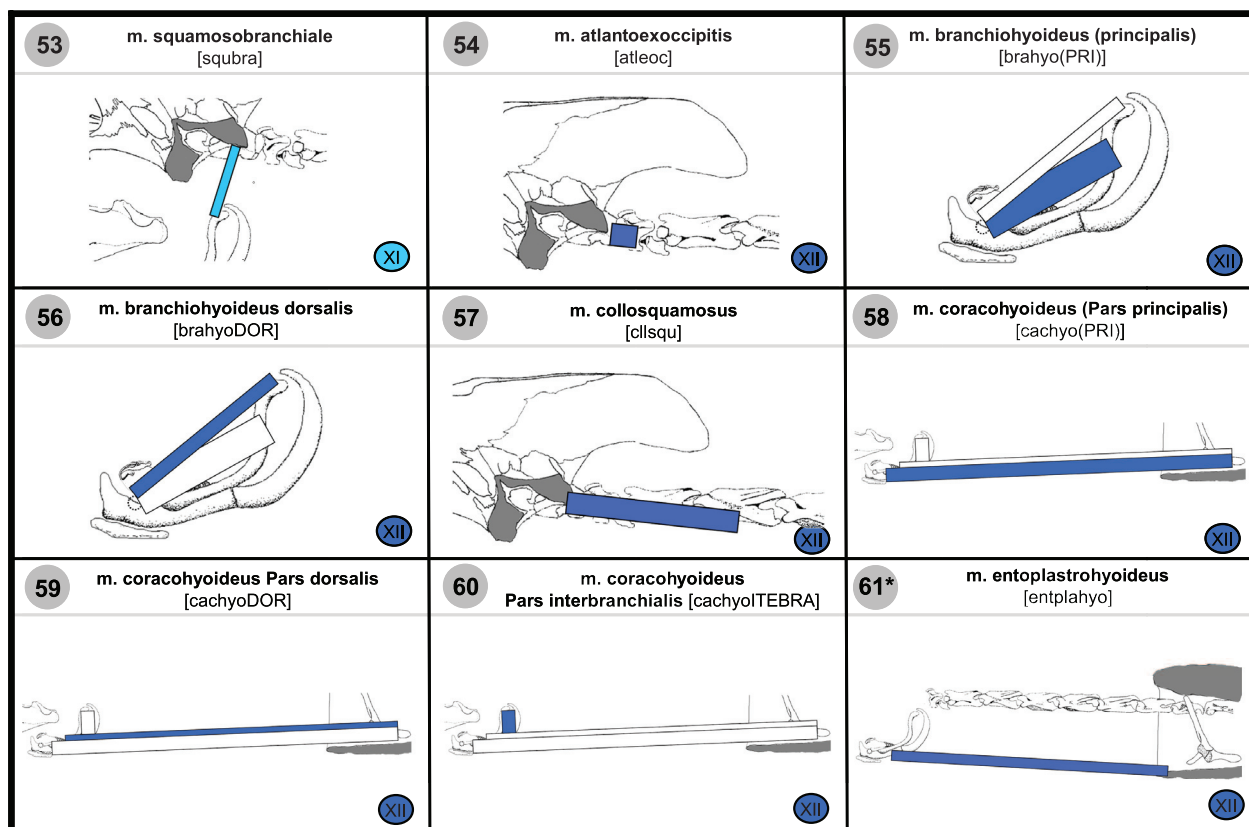 53
m. squamosobranchiale
[squbra]
XI
54
m. atlantoexoccipitis
[atleoc]
XII
55
m. branchiohyoideus (principalis)
[brahyo(PRI)]
XII
56
m. branchiohyoideus dorsalis
[brahyoDOR]
XII
57
m. collosquamosus
[cllsqu]
XII
58
m. coracohyoideus (Pars principalis)
[cachyo(PRI)]
XII
59
m. coracohyoideus Pars dorsalis
[cachyoDOR]
XII
60
m. coracohyoideus
Pars interbranchialis [cachyoITEBRA]
XII
61*
m. entoplastrohyoideus
[entplahyo]
XII